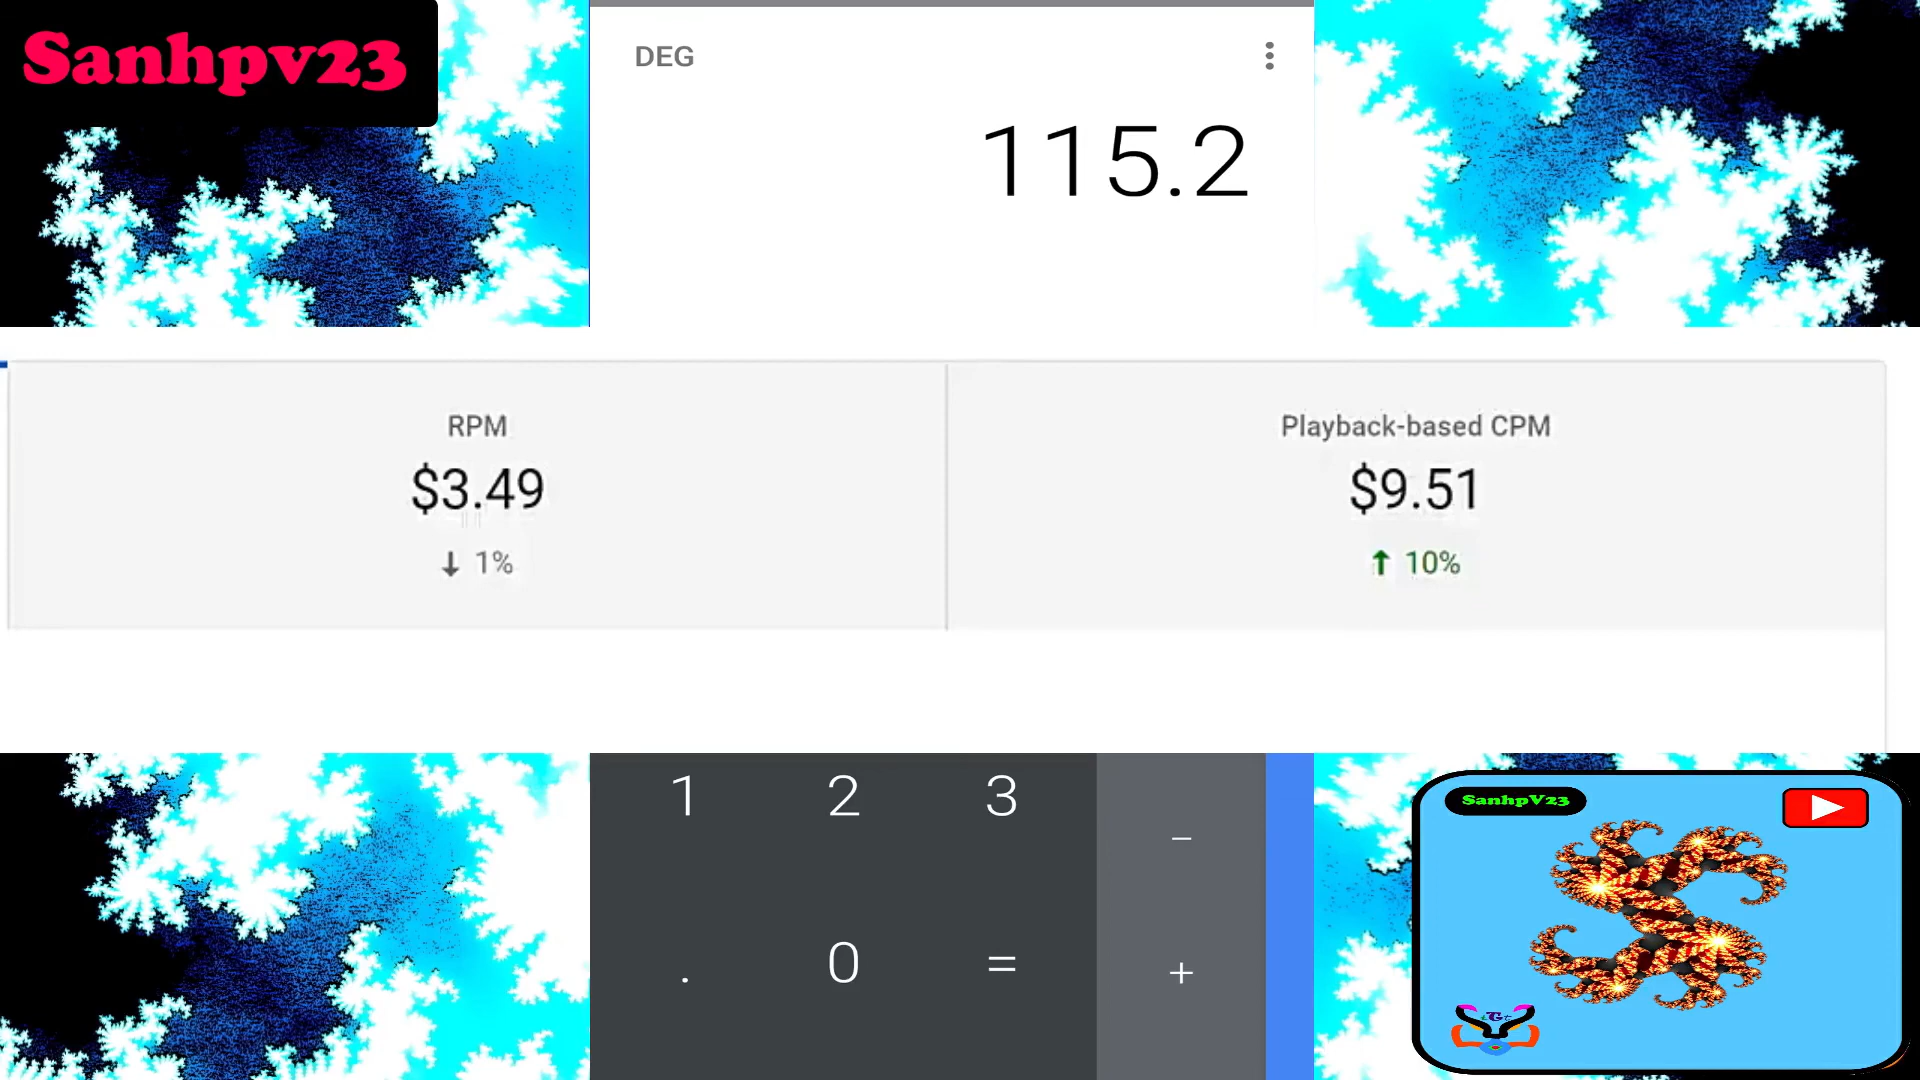 Sanhpv23
DEG
115.2
RPM
$3.49
↓ 1%
Playback-based CPM
$9.51
↑ 10%
1 2 3 −
. 0 = +
SanhpV23